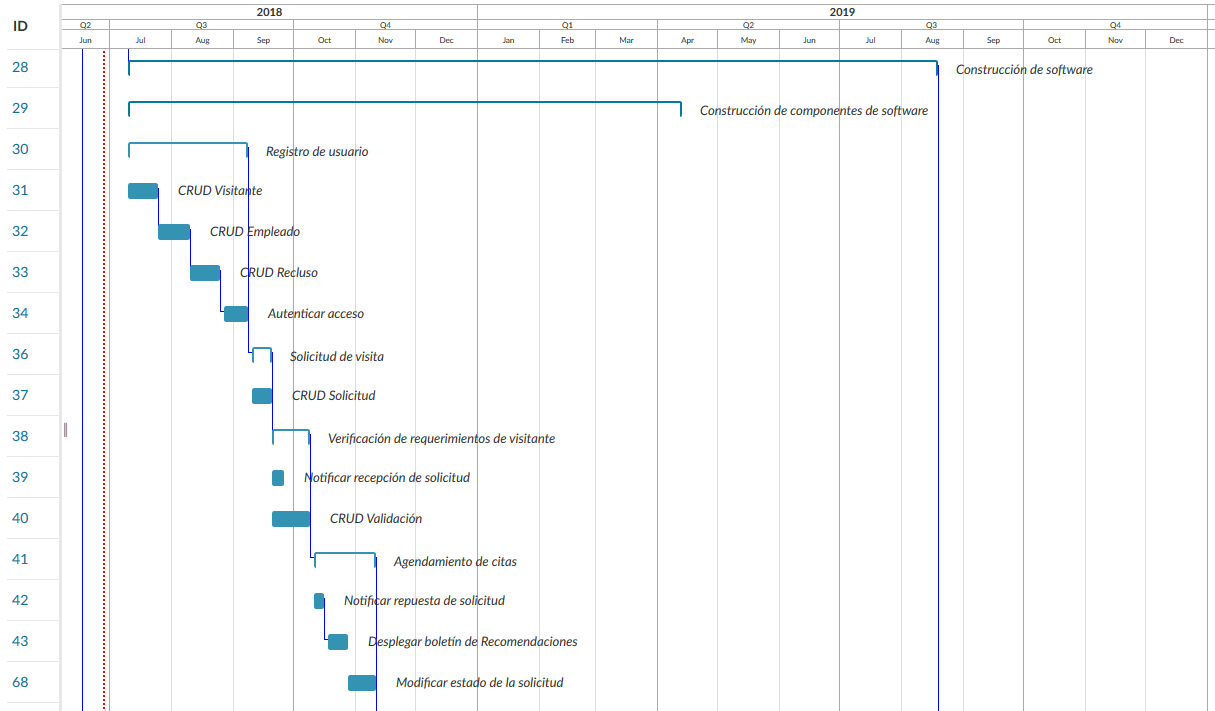 2018 2019
ID Q2 Q3 Q4 Q1 Q2 Q3 Q4
Jun Jul Aug Sep Oct Nov Dec Jan Feb Mar Apr May Jun Jul Aug Sep Oct Nov Dec
28 Construcción de software
29 Construcción de componentes de software
30 Registro de usuario
31 CRUD Visitante
32 CRUD Empleado
33 CRUD Recluso
34 Autenticar acceso
36 Solicitud de visita
37 CRUD Solicitud
38 Verificación de requerimientos de visitante
39 Notificar recepción de solicitud
40 CRUD Validación
41 Agendamiento de citas
42 Notificar repuesta de solicitud
43 Desplegar boletín de Recomendaciones
68 Modificar estado de la solicitud